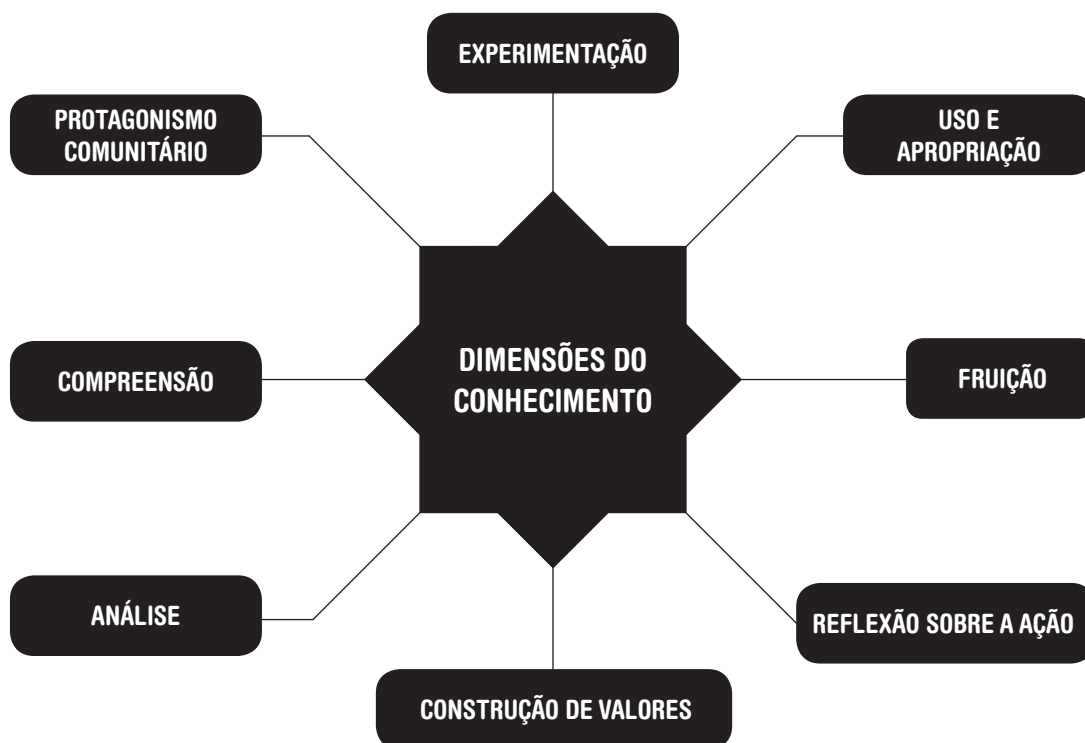 EXPERIMENTAÇÃO
PROTAGONISMO
COMUNITÁRIO
USO E
APROPRIAÇÃO
DIMENSÕES DO
CONHECIMENTO
COMPREENSÃO
FRUIÇÃO
ANÁLISE
REFLEXÃO SOBRE A AÇÃO
CONSTRUÇÃO DE VALORES